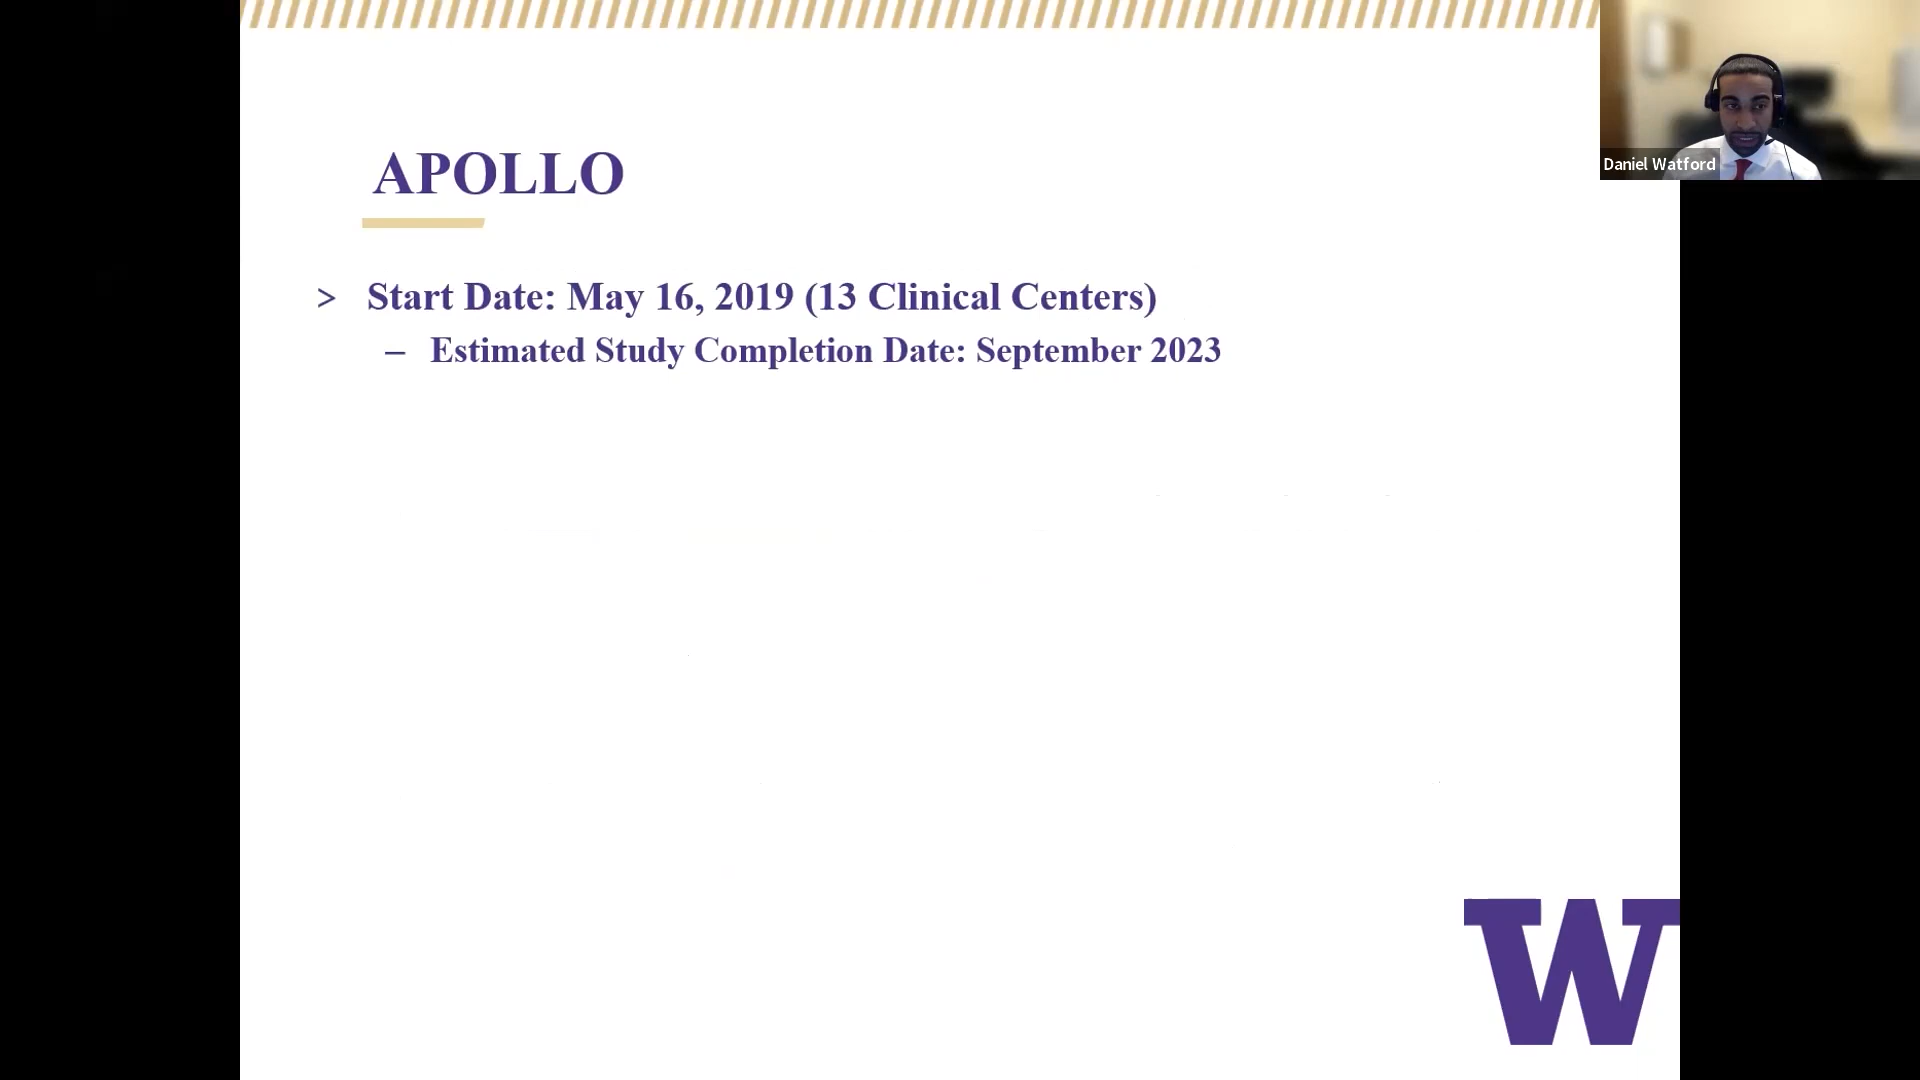 APOLLO
> Start Date: May 16, 2019 (13 Clinical Centers)
– Estimated Study Completion Date: September 2023
Daniel Watford
W